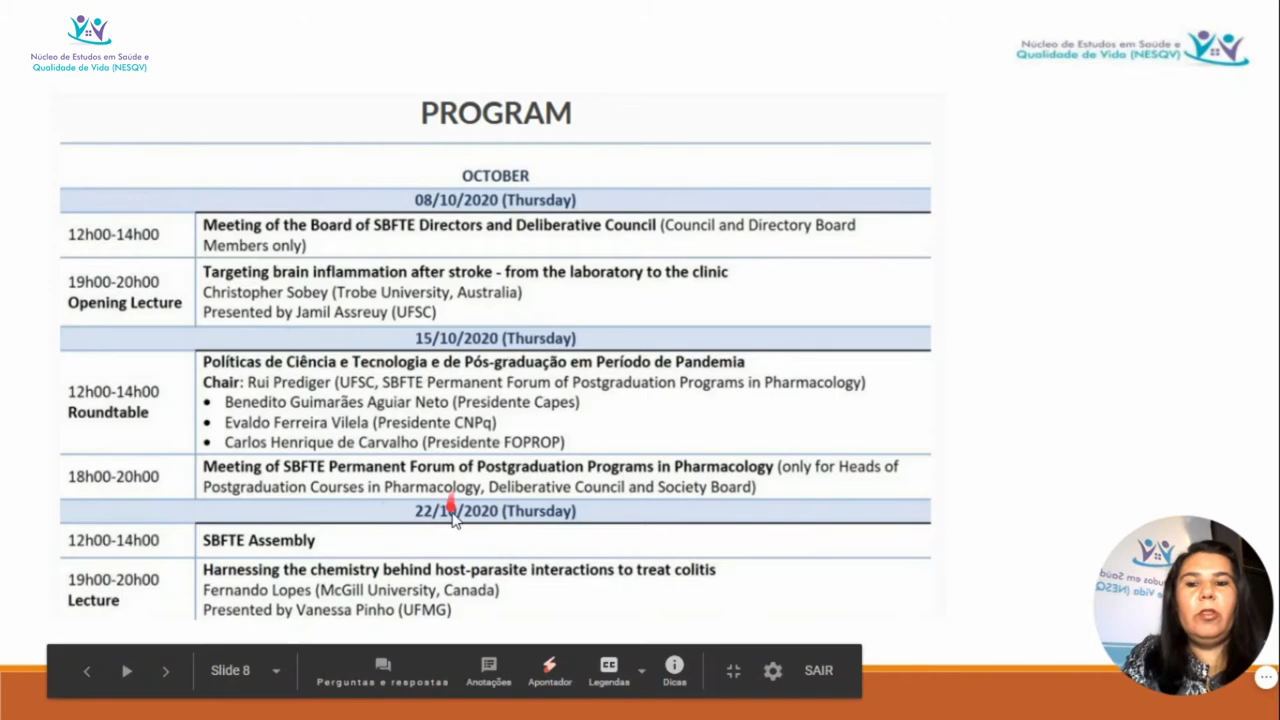 Núcleo de Estudos em Saúde e
Qualidade de Vida (NESQV)
Núcleo de Estudos em Saúde e
Qualidade de Vida (NESQV)
PROGRAM
OCTOBER
08/10/2020 (Thursday)
12h00-14h00
Meeting of the Board of SBFTE Directors and Deliberative Council (Council and Directory Board
Members only)
19h00-20h00
Opening Lecture
Targeting brain inflammation after stroke - from the laboratory to the clinic
Christopher Sobey (Trobe University, Australia)
Presented by Jamil Assreuy (UFSC)
15/10/2020 (Thursday)
12h00-14h00
Roundtable
Políticas de Ciência e Tecnologia e de Pós-graduação em Período de Pandemia
Chair: Rui Prediger (UFSC, SBFTE Permanent Forum of Postgraduation Programs in Pharmacology)
• Benedito Guimarães Aguiar Neto (Presidente Capes)
• Evaldo Ferreira Vilela (Presidente CNPq)
• Carlos Henrique de Carvalho (Presidente FOPROP)
18h00-20h00
Meeting of SBFTE Permanent Forum of Postgraduation Programs in Pharmacology (only for Heads of
Postgraduation Courses in Pharmacology, Deliberative Council and Society Board)
22/10/2020 (Thursday)
12h00-14h00
SBFTE Assembly
19h00-20h00
Lecture
Harnessing the chemistry behind host-parasite interactions to treat colitis
Fernando Lopes (McGill University, Canada)
Presented by Vanessa Pinho (UFMG)
Slide 8
Perguntas e respostas
Anotações
Apontador
CC
Legendas
Dicas
SAIR